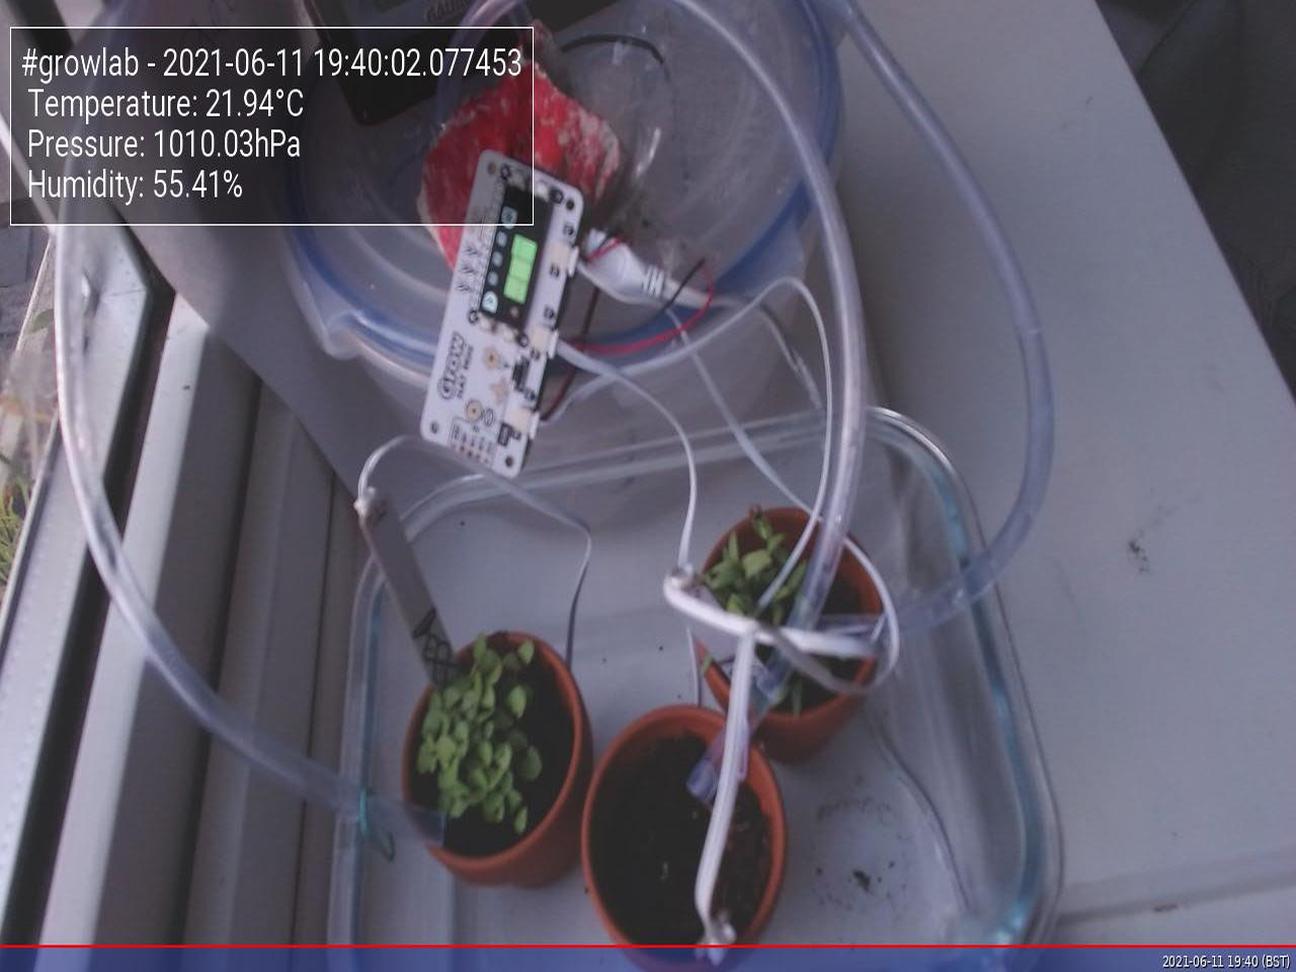 #growlab - 2021-06-11 19:40:02.077453
Temperature: 21.94°C
Pressure: 1010.03hPa
Humidity: 55.41%
GROW
2021-06-11 19:40 (BST)